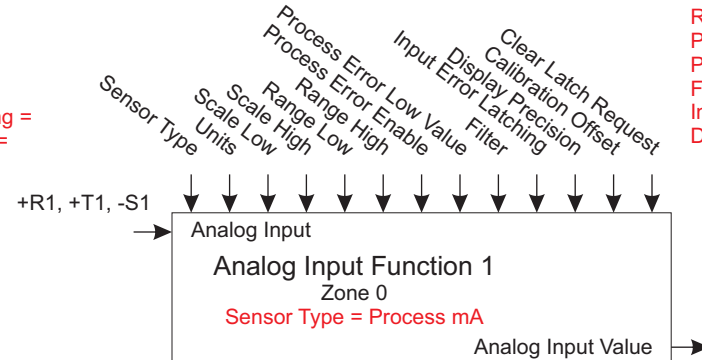 Sensor Type
Units
Scale Low
Scale High
Range Low
Range High
Process Error Enable
Process Error Low Value
Filter
Input Error Latching
Display Precision
Calibration Offset
Clear Latch Request
R
P
P
F
In
D
ng =
=
+R1, +T1, -S1
Analog Input
Analog Input Function 1
Zone 0
Sensor Type = Process mA
Analog Input Value